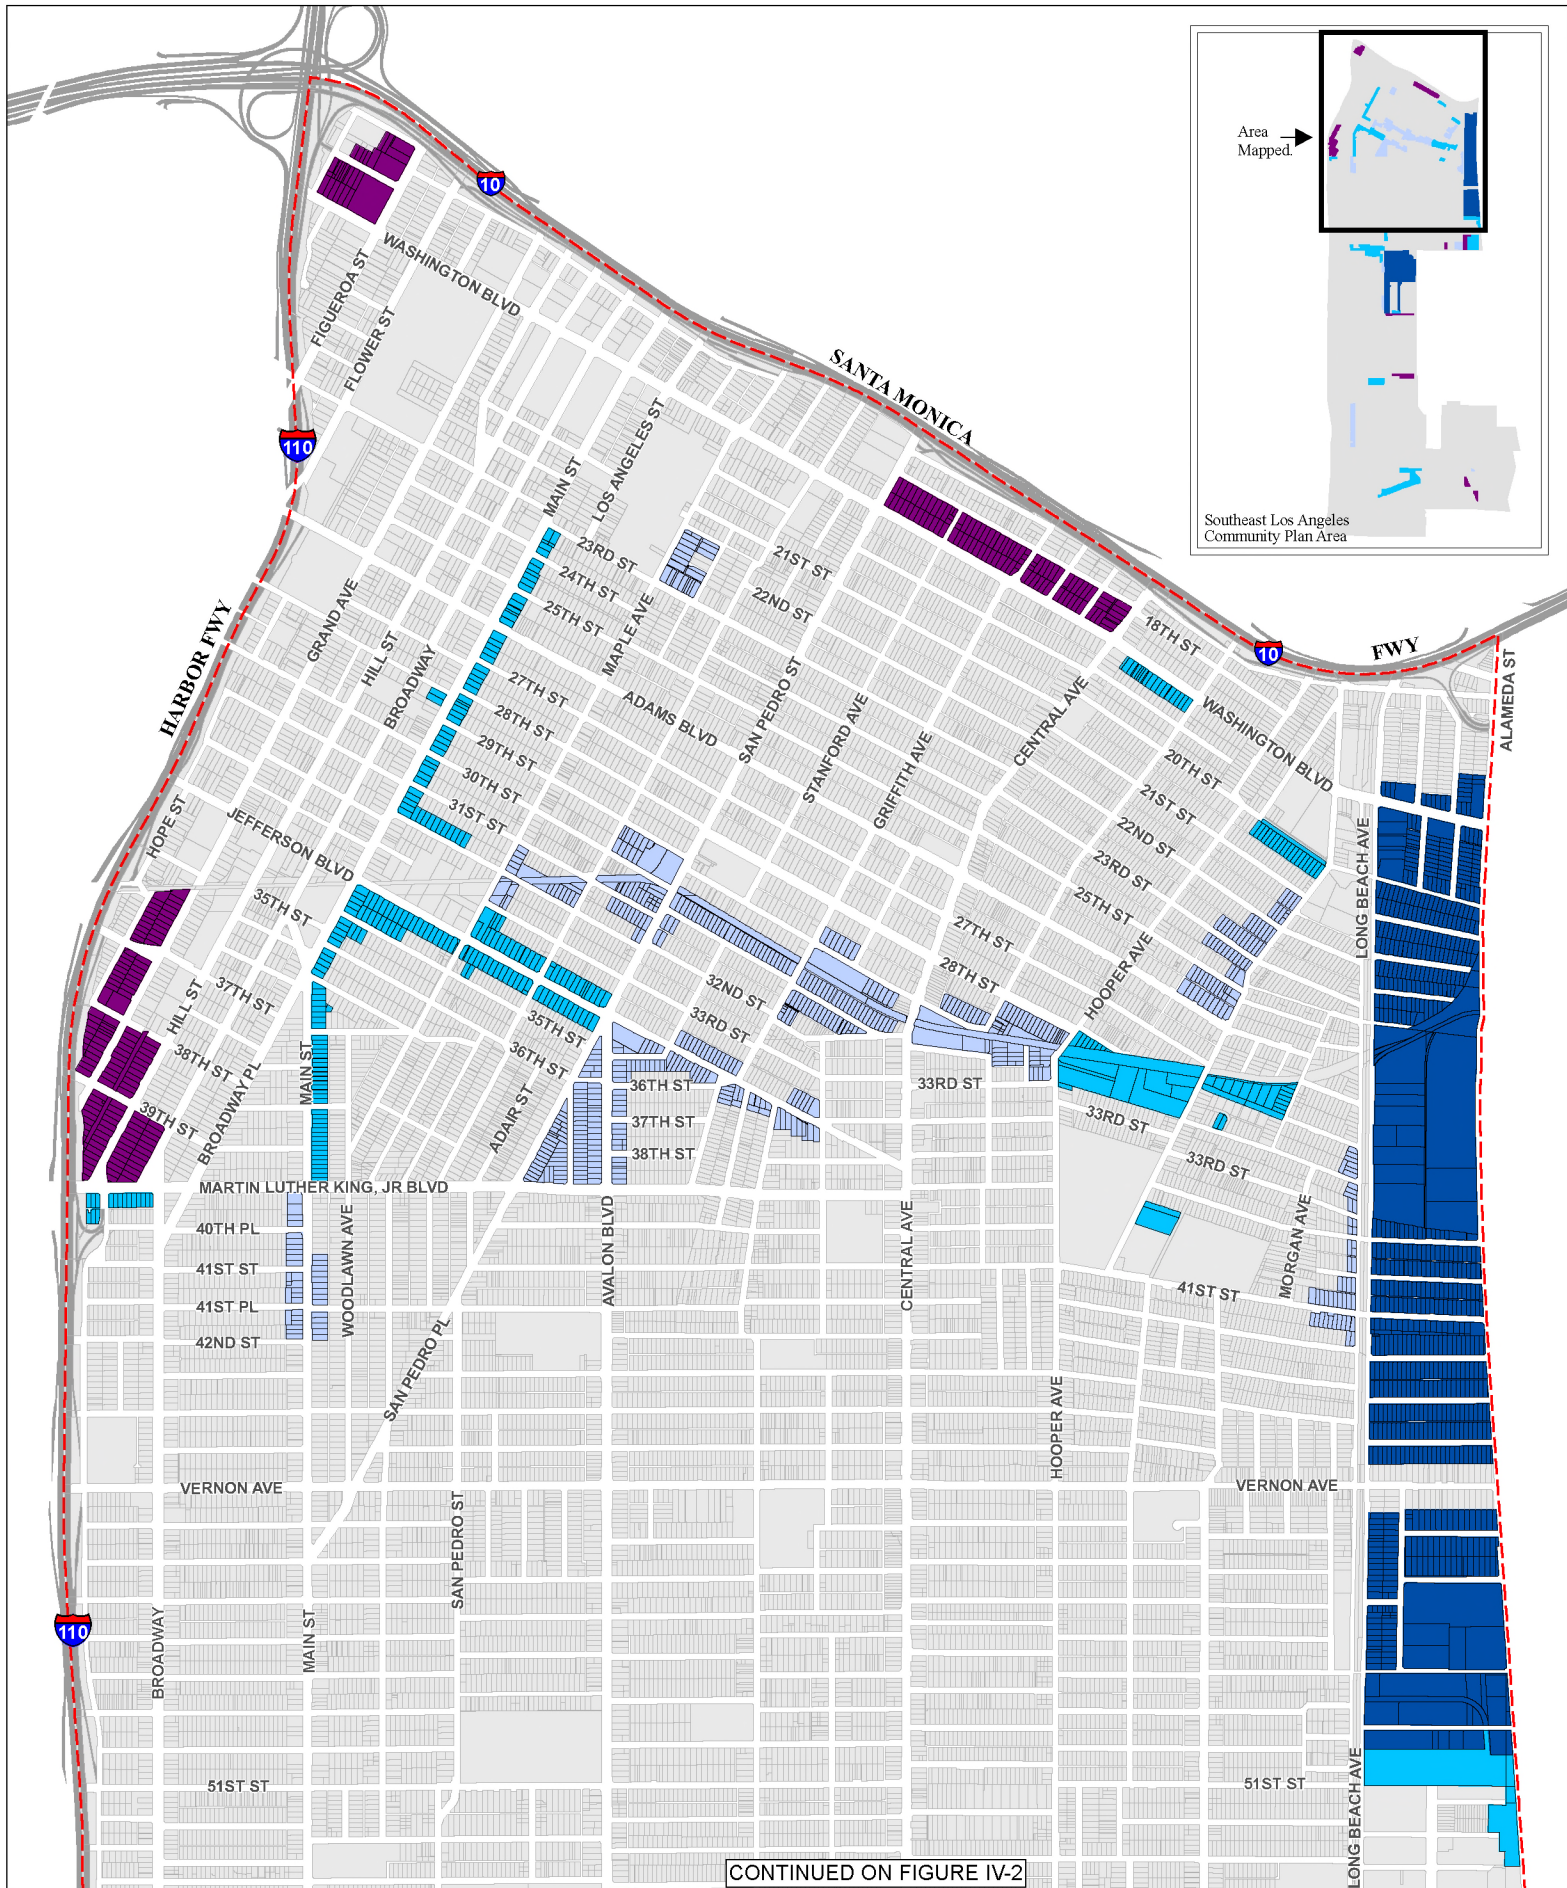 Area
Mapped.
Southeast Los Angeles
Community Plan Area
10
WASHINGTON BLVD
FIGUEROA ST
FLOWER ST
SANTA MONICA
110
LOS ANGELES ST
MAIN ST
23RD ST
24TH ST
25TH ST
21ST ST
22ND ST
MAPLE AVE
GRAND AVE
HILL ST
BROADWAY
HARBOR FWY
27TH ST
28TH ST
29TH ST
30TH ST
31ST ST
ADAMS BLVD
SAN PEDRO ST
STANFORD AVE
GRIFFITH AVE
CENTRAL AVE
18TH ST
10
FWY
ALAMEDA ST
WASHINGTON BLVD
20TH ST
21ST ST
22ND ST
23RD ST
25TH ST
27TH ST
28TH ST
HOOPER AVE
LONG BEACH AVE
HOPE ST
JEFFERSON BLVD
35TH ST
37TH ST
HILL ST
38TH ST
39TH ST
BROADWAY PL
MAIN ST
32ND ST
33RD ST
35TH ST
36TH ST
ADAIR ST
36TH ST
37TH ST
38TH ST
33RD ST
33RD ST
33RD ST
MARTIN LUTHER KING, JR BLVD
40TH PL
41ST ST
41ST PL
42ND ST
WOODLAWN AVE
SAN PEDRO PL
AVALON BLVD
CENTRAL AVE
MORGAN AVE
41ST ST
HOOPER AVE
VERNON AVE
VERNON AVE
SAN PEDRO ST
110
BROADWAY
MAIN ST
51ST ST
51ST ST
LONG BEACH AVE
CONTINUED ON FIGURE IV-2